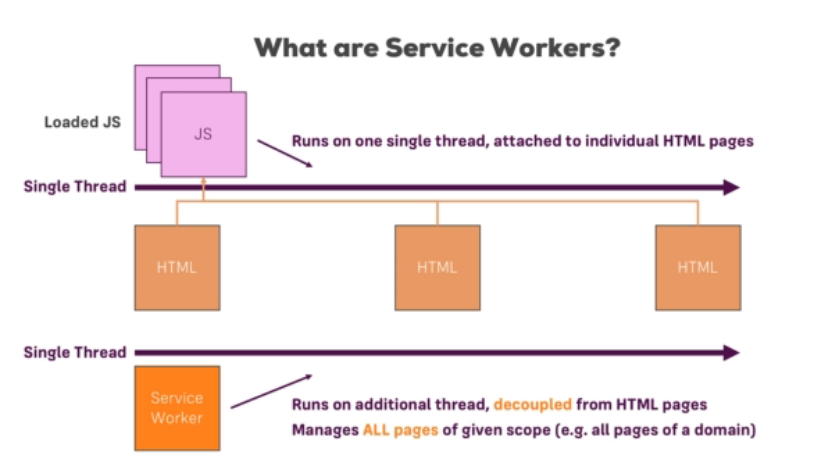 What are Service Workers?
Loaded JS
JS
Runs on one single thread, attached to individual HTML pages
Single Thread
HTML
HTML
HTML
Single Thread
Service
Worker
Runs on additional thread, decoupled from HTML pages
Manages ALL pages of given scope (e.g. all pages of a domain)